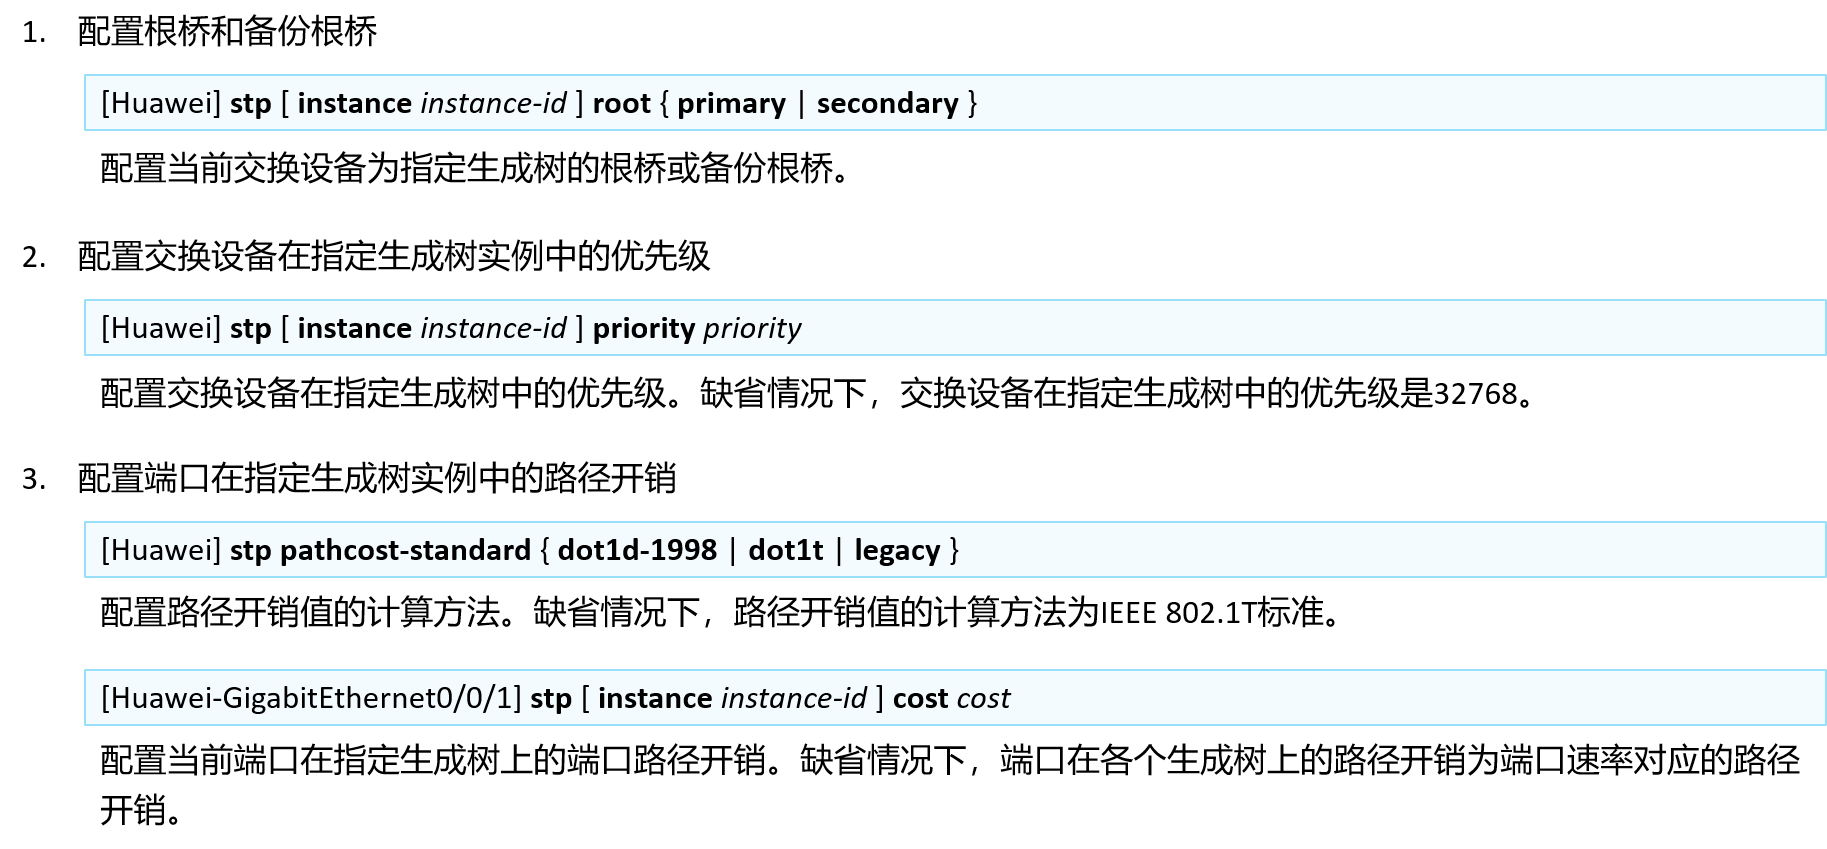 1. 配置根桥和备份根桥
[Huawei] stp [ instance instance-id ] root { primary | secondary }
配置当前交换设备为指定生成树的根桥或备份根桥。
2. 配置交换设备在指定生成树实例中的优先级
[Huawei] stp [ instance instance-id ] priority priority
配置交换设备在指定生成树中的优先级。缺省情况下，交换设备在指定生成树中的优先级是32768。
3. 配置端口在指定生成树实例中的路径开销
[Huawei] stp pathcost-standard { dot1d-1998 | dot1t | legacy }
配置路径开销值的计算方法。缺省情况下，路径开销值的计算方法为IEEE 802.1T标准。
[Huawei-GigabitEthernet0/0/1] stp [ instance instance-id ] cost cost
配置当前端口在指定生成树上的端口路径开销。缺省情况下，端口在各个生成树上的路径开销为端口速率对应的路径
开销。